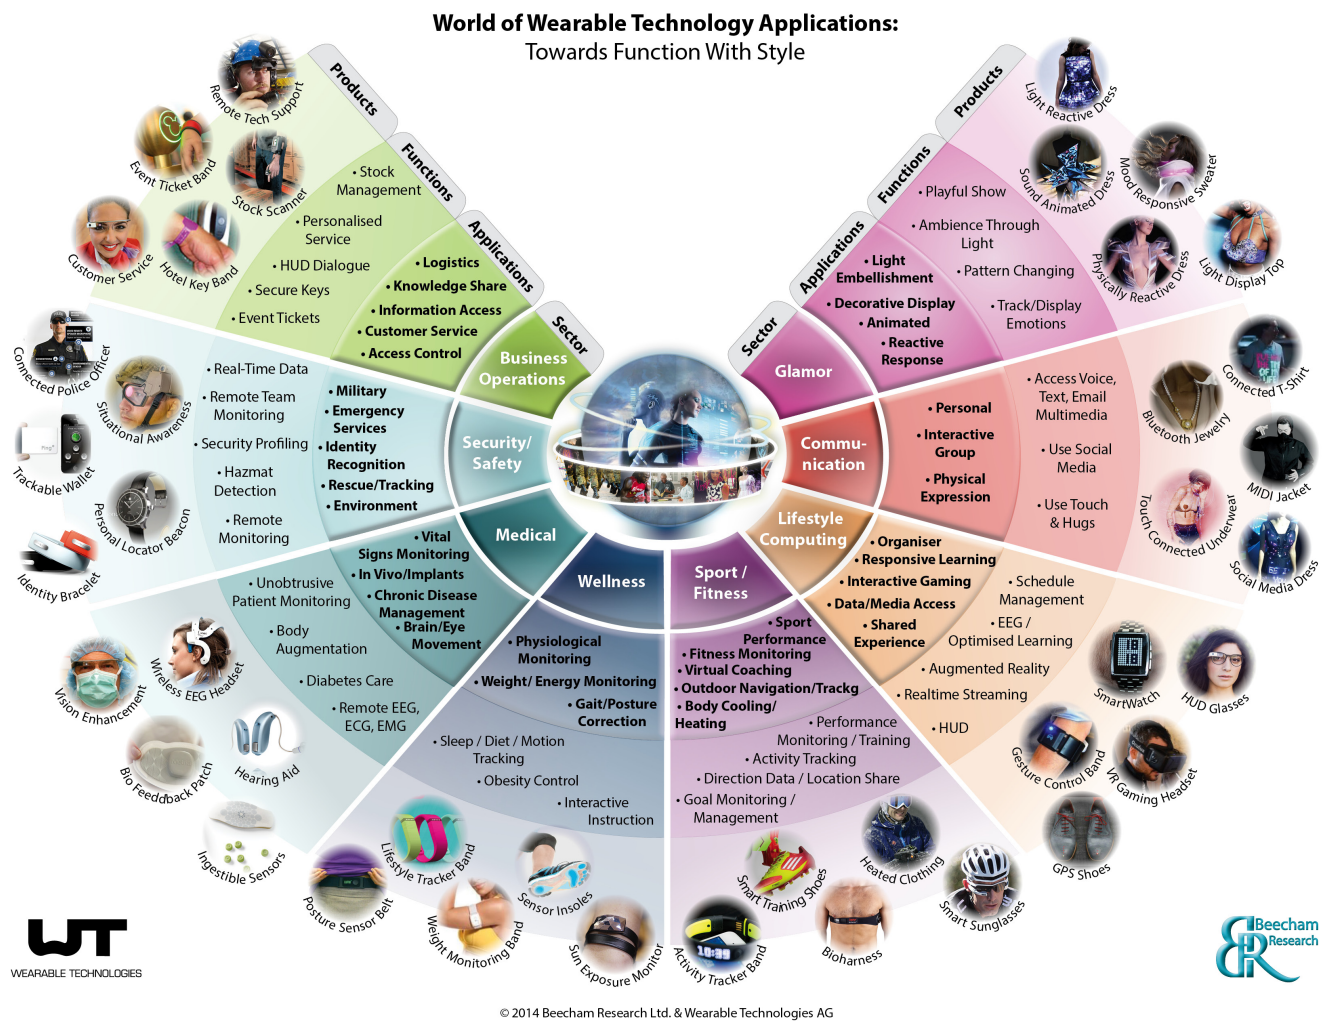 World of Wearable Technology Applications:
Towards Function With Style
Products
Functions
Applications
Sector
Products
Functions
Applications
Sector
Business
Operations
• Logistics
• Knowledge Share
• Information Access
• Customer Service
• Access Control
• Stock
Management
• Personalised
Service
• HUD Dialogue
• Secure Keys
• Event Tickets
Remote Tech Support
Event Ticket Band
Stock Scanner
Customer Service
Hotel Key Band
Security/
Safety
• Military
• Emergency
Services
• Identity
Recognition
• Rescue/Tracking
• Environment
• Real-Time Data
• Remote Team
Monitoring
• Security Profiling
• Hazmat
Detection
• Remote
Monitoring
Connected Police Officer
Situational Awareness
Trackable Wallet
Personal Locator Beacon
Identity Bracelet
Medical
• Vital
Signs Monitoring
• In Vivo/Implants
• Chronic Disease
Management
• Brain/Eye
Movement
• Unobtrusive
Patient Monitoring
• Body
Augmentation
• Diabetes Care
• Remote EEG,
ECG, EMG
Vision Enhancement
Wireless EEG Headset
Bio Feeddback Patch
Hearing Aid
Ingestible Sensors
Wellness
• Physiological
Monitoring
• Weight/ Energy Monitoring
• Gait/Posture
Correction
• Sleep / Diet / Motion
Tracking
• Obesity Control
• Interactive
Instruction
Posture Sensor Belt
Lifestyle Tracker Band
Weight Monitoring Band
Sensor Insoles
Sun Exposure Monitor
Sport /
Fitness
• Sport
Performance
• Fitness Monitoring
• Virtual Coaching
• Outdoor Navigation/Trackg
• Body Cooling/
Heating
• Performance
Monitoring / Training
• Activity Tracking
• Direction Data / Location Share
• Goal Monitoring /
Management
Activity Tracker Band
10:39
Smart Training Shoes
Bioharness
Heated Clothing
Smart Sunglasses
Lifestyle
Computing
• Organiser
• Responsive Learning
• Interactive Gaming
• Data/Media Access
• Shared
Experience
• Schedule
Management
• EEG /
Optimised Learning
• Augmented Reality
• Realtime Streaming
• HUD
SmartWatch
HUD Glasses
Gesture Control Band
VR Gaming Headset
GPS Shoes
Commu-
nication
• Personal
• Interactive
Group
• Physical
Expression
• Access Voice,
Text, Email
Multimedia
• Use Social
Media
• Use Touch
& Hugs
Connected T-Shirt
Bluetooth Jewelry
MIDI Jacket
Touch Connected Underwear
Social Media Dress
Glamor
• Light
Embellishment
• Decorative Display
• Animated
• Reactive
Response
• Playful Show
• Ambience Through
Light
• Pattern Changing
• Track/Display
Emotions
Light Reactive Dress
Sound Animated Dress
Mood Responsive Sweater
Physically Reactive Dress
Light Display Top
WT
WEARABLE TECHNOLOGIES
BR
Beecham
Research
© 2014 Beecham Research Ltd. & Wearable Technologies AG